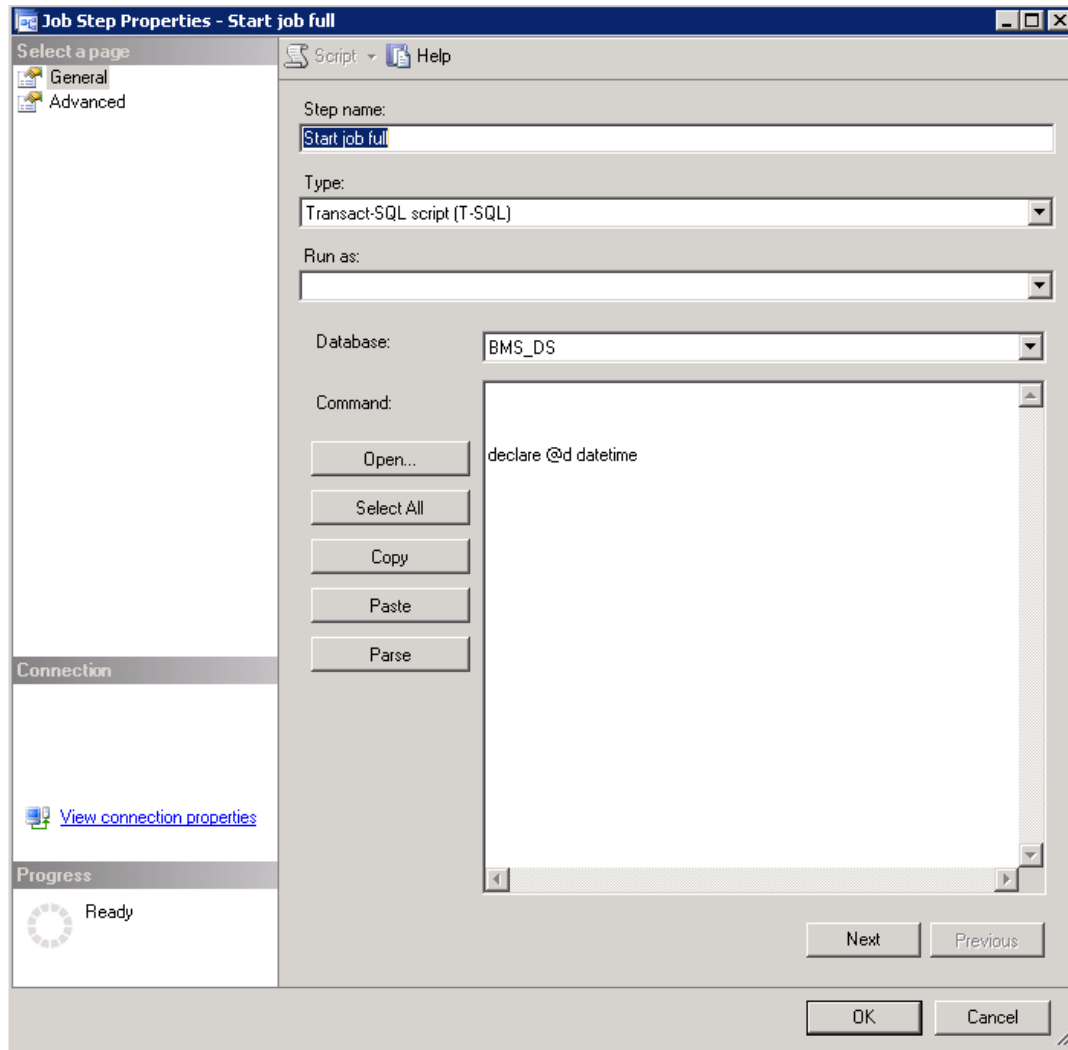 Job Step Properties - Start job full
Select a page
General
Advanced
Script
Help
Step name:
Start job full
Type:
Transact-SQL script (T-SQL)
Run as:
Database:
BMS_DS
Command:
declare @d datetime
Open...
Select All
Copy
Paste
Parse
Connection
View connection properties
Progress
Ready
Next
Previous
OK
Cancel